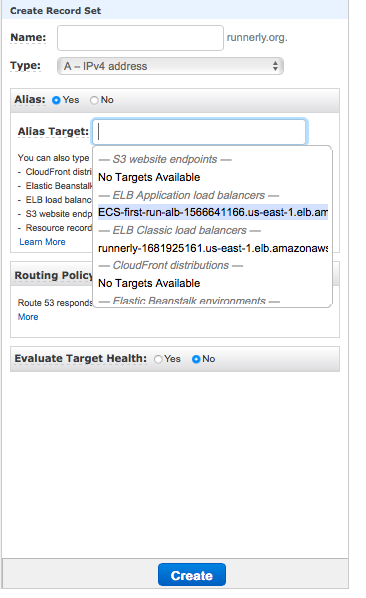 Create Record Set
Name:
runnerly.org.
Type:
A – IPv4 address
Alias:
Yes
No
Alias Target:
— S3 website endpoints —
No Targets Available
— ELB Application load balancers —
ECS-first-run-alb-1566641166.us-east-1.elb.am
— ELB Classic load balancers —
runnerly-1681925161.us-east-1.elb.amazonaws
— CloudFront distributions —
No Targets Available
— Elastic Beanstalk environments —
You can also type
- CloudFront distri
- Elastic Beanstalk
- ELB load balanc
- S3 website endp
- Resource record
Learn More
Routing Policy
Route 53 responds
More
Evaluate Target Health:
Yes
No
Create